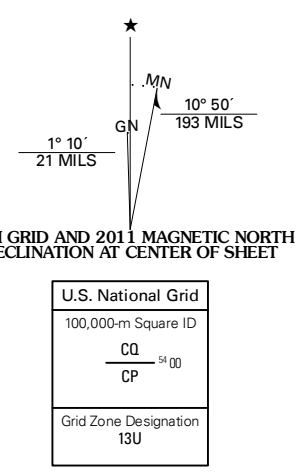 ★
MN
10° 50´
193 MILS
GN
1° 10´
21 MILS
GRID AND 2011 MAGNETIC NORTH
AT CENTER OF SHEET
U.S. National Grid
100,000-m Square ID
CQ
54 00
CP
Grid Zone Designation
13U